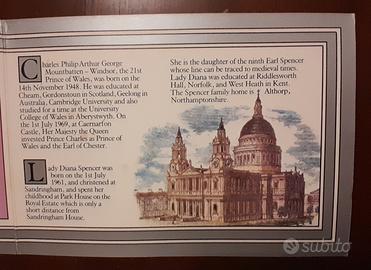 Charles Philip Arthur George
Mountbatten - Windsor, the 21st
Prince of Wales, was born on the
14th November 1948. He was educated at
Cheam, Gordonstoun in Scotland, Geelong in
Australia, Cambridge University and also
studied for a time at the University
College of Wales in Aberystwyth. On
the 1st July 1969, at Caernarfon
Castle, Her Majesty the Queen
invested Prince Charles as Prince of
Wales and the Earl of Chester.
Lady Diana Spencer was
born on the 1st July
1961, and christened at
Sandringham, and spent her
childhood at Park House on the
Royal Estate which is only a
short distance from
Sandringham House.
She is the daughter of the ninth Earl Spencer
whose line can be traced to medieval times.
Lady Diana was educated at Riddlesworth
Hall, Norfolk, and West Heath in Kent.
The Spencer family home is Althorp,
Northamptonshire.
subito